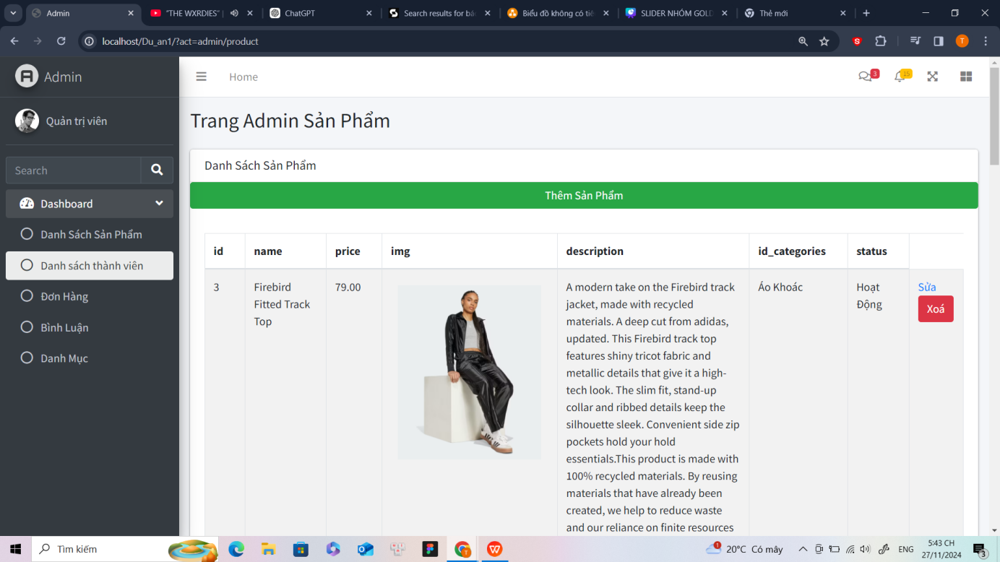 Admin
"THE WXRDIES"
ChatGPT
Search results for bá
Biểu đồ không có tiê
SLIDER NHÓM GOLD
Thẻ mới
localhost/Du_an1/?act=admin/product
S
T
Admin
Home
3
15
Quản trị viên
Trang Admin Sản Phẩm
Search
Danh Sách Sản Phẩm
Thêm Sản Phẩm
Dashboard
Danh Sách Sản Phẩm
Danh sách thành viên
Đơn Hàng
Bình Luận
Danh Mục
id
name
price
img
description
id_categories
status
3
Firebird
Fitted Track
Top
79.00
A modern take on the Firebird track
jacket, made with recycled
materials. A deep cut from adidas,
updated. This Firebird track top
features shiny tricot fabric and
metallic details that give it a high-
tech look. The slim fit, stand-up
collar and ribbed details keep the
silhouette sleek. Convenient side zip
pockets hold your hold
essentials.This product is made with
100% recycled materials. By reusing
materials that have already been
created, we help to reduce waste
and our reliance on finite resources
Áo Khoác
Hoạt
Động
Sửa
Xoá
Tìm kiếm
1
20°C Có mây
ENG
5:43 CH
27/11/2024
3